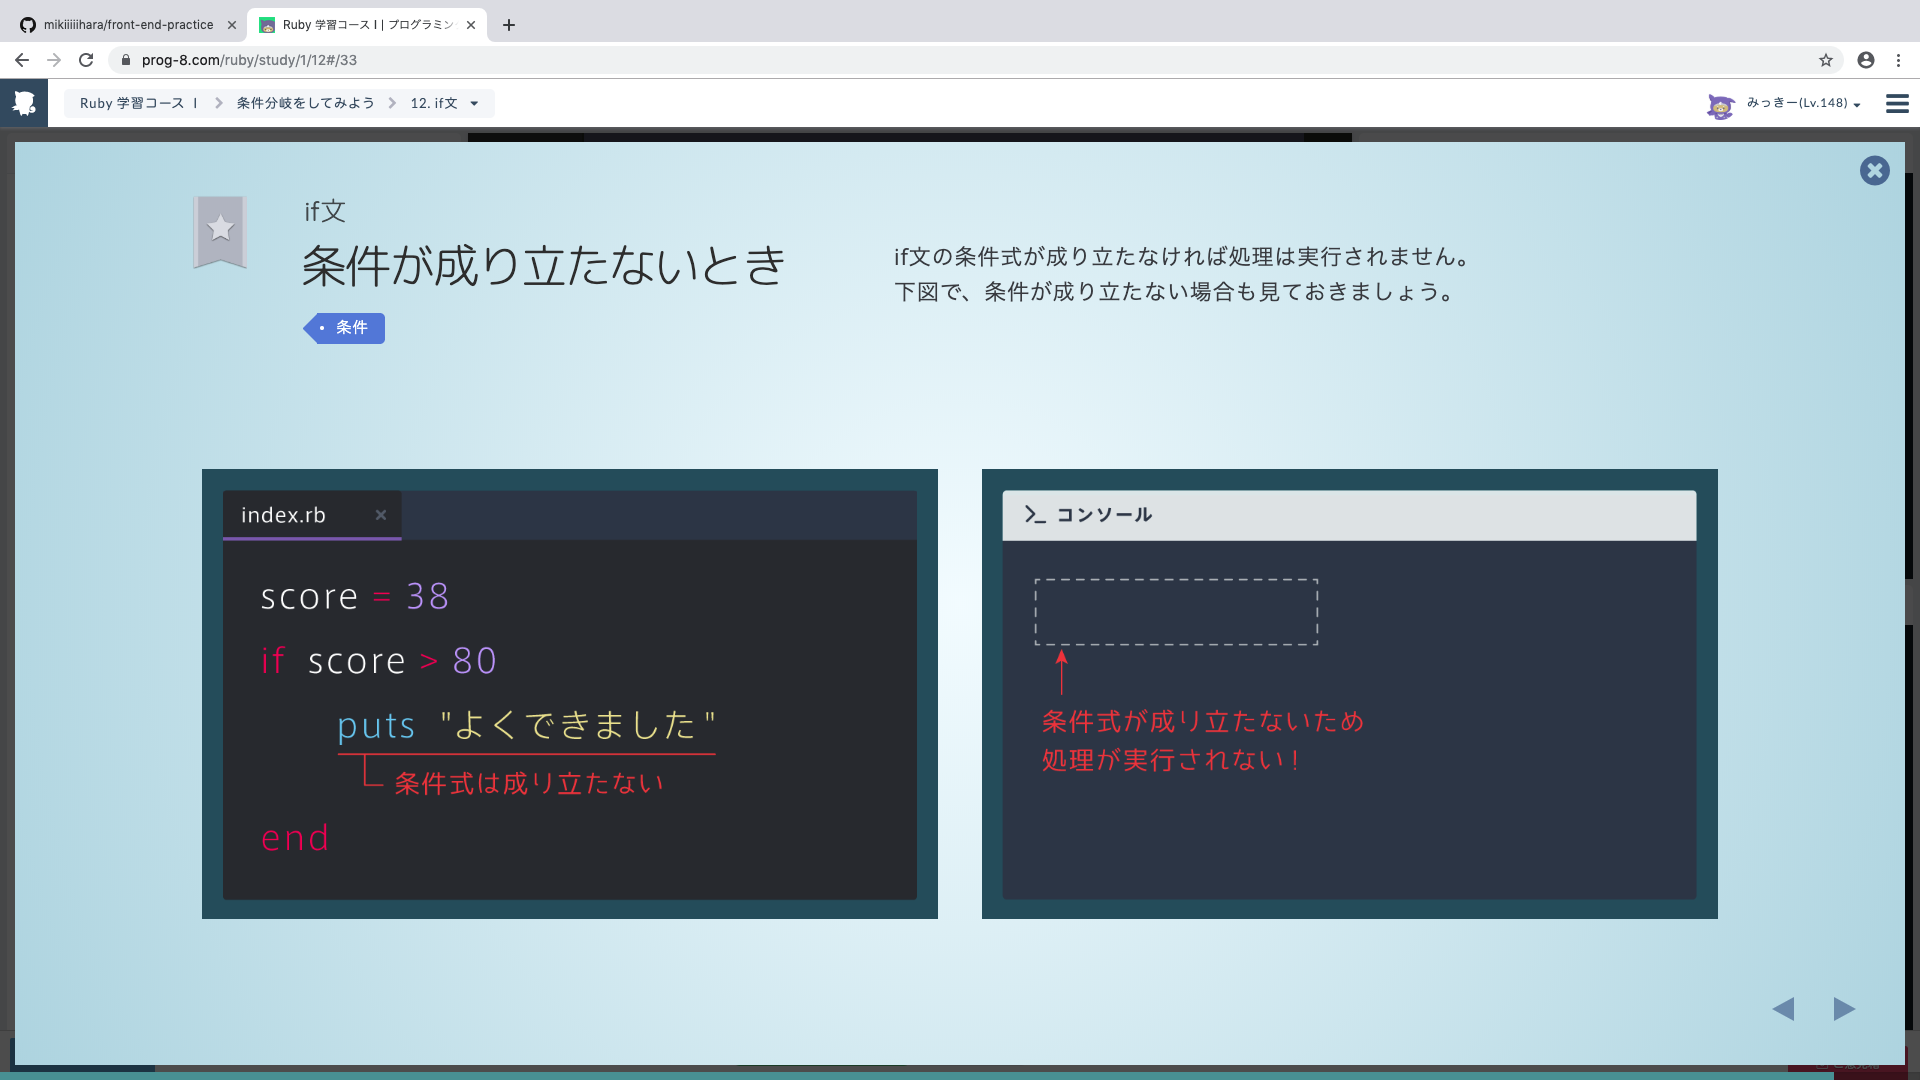 mikiiiiihara/front-end-practice
Ruby 学習コース I | プログラミン
prog-8.com/ruby/study/1/12#/33
Ruby 学習コース I
条件分岐をしてみよう
12. if文
みっきー(Lv.148)
if文
条件が成り立たないとき
条件
if文の条件式が成り立たなければ処理は実行されません。
下図で、条件が成り立たない場合も見ておきましょう。
index.rb
score = 38
if score > 80
puts "よくできました"
条件式は成り立たない
end
コンソール
条件式が成り立たないため
処理が実行されない！